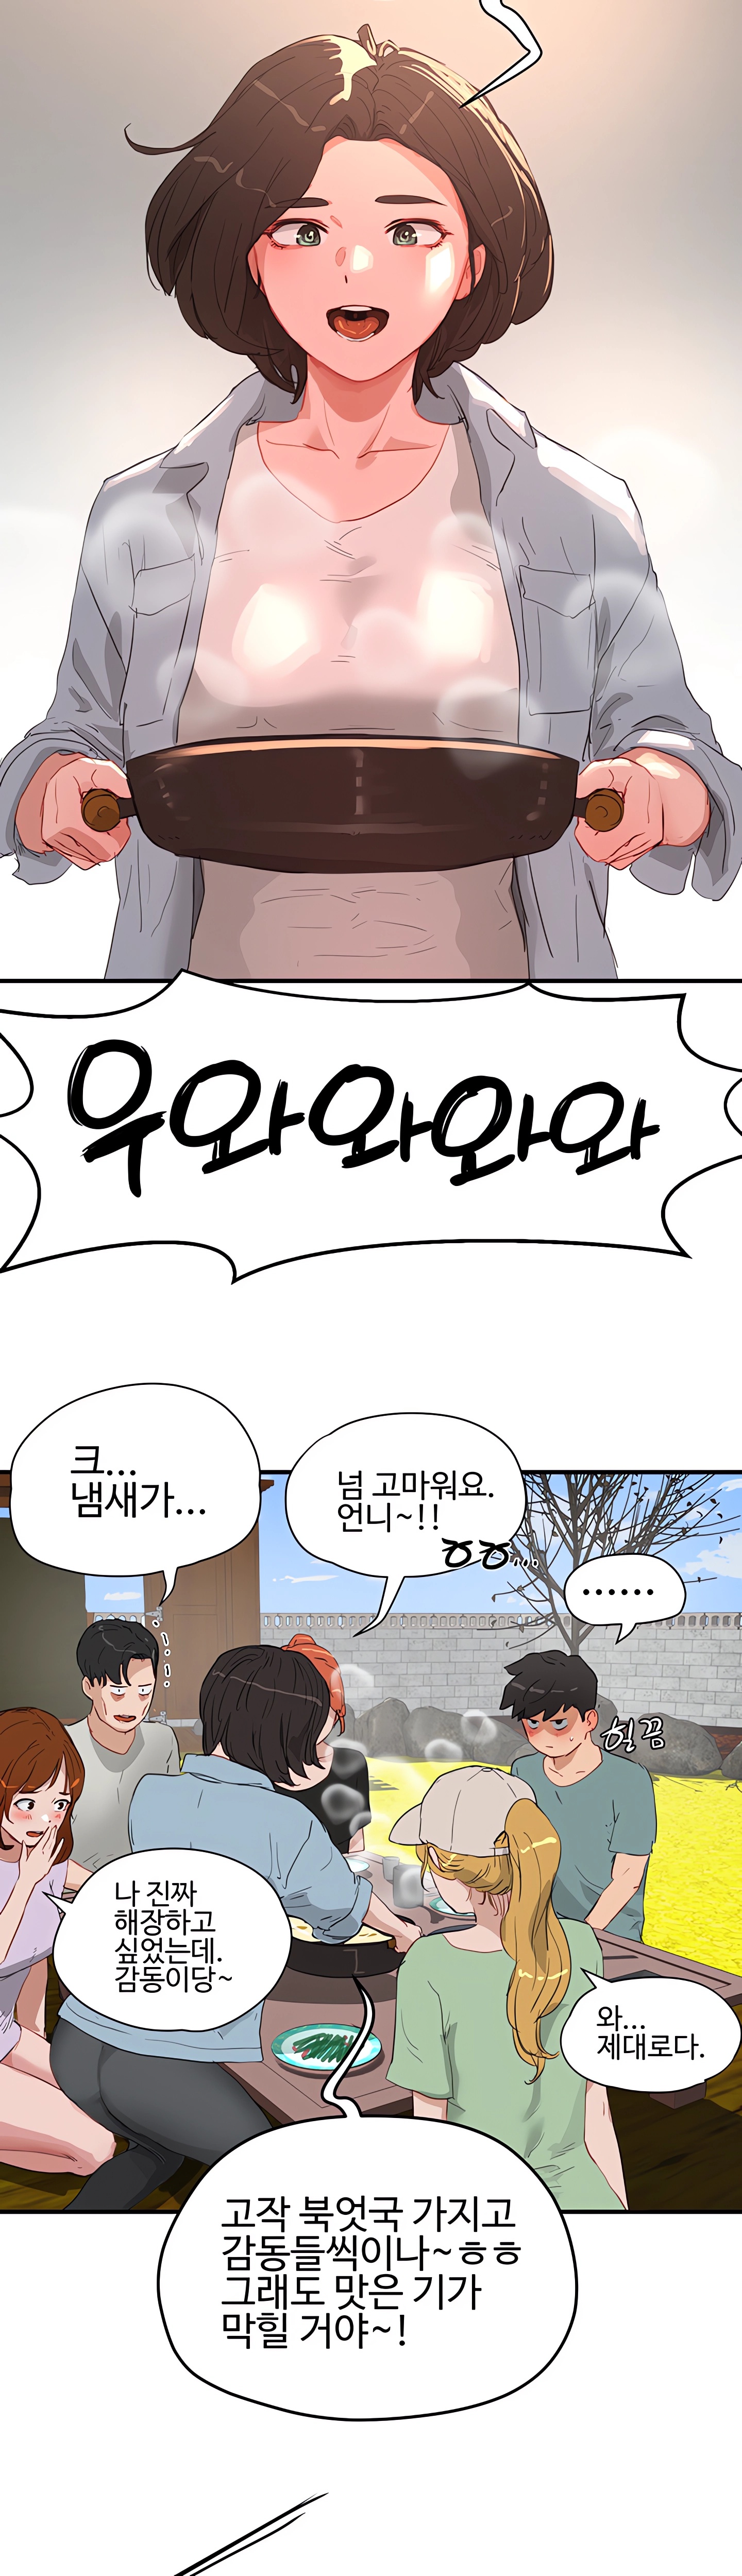 우와와와와
크...
냄새가...
넘 고마워요.
언니~!!
ㅎㅎ...
......
힐끔
나 진짜
해장하고
싶었는데.
감동이당~
와...
제대로다.
고작 북엇국 가지고
감동들씩이나~ㅎㅎ
그래도 맛은 기가
막힐 거야~!